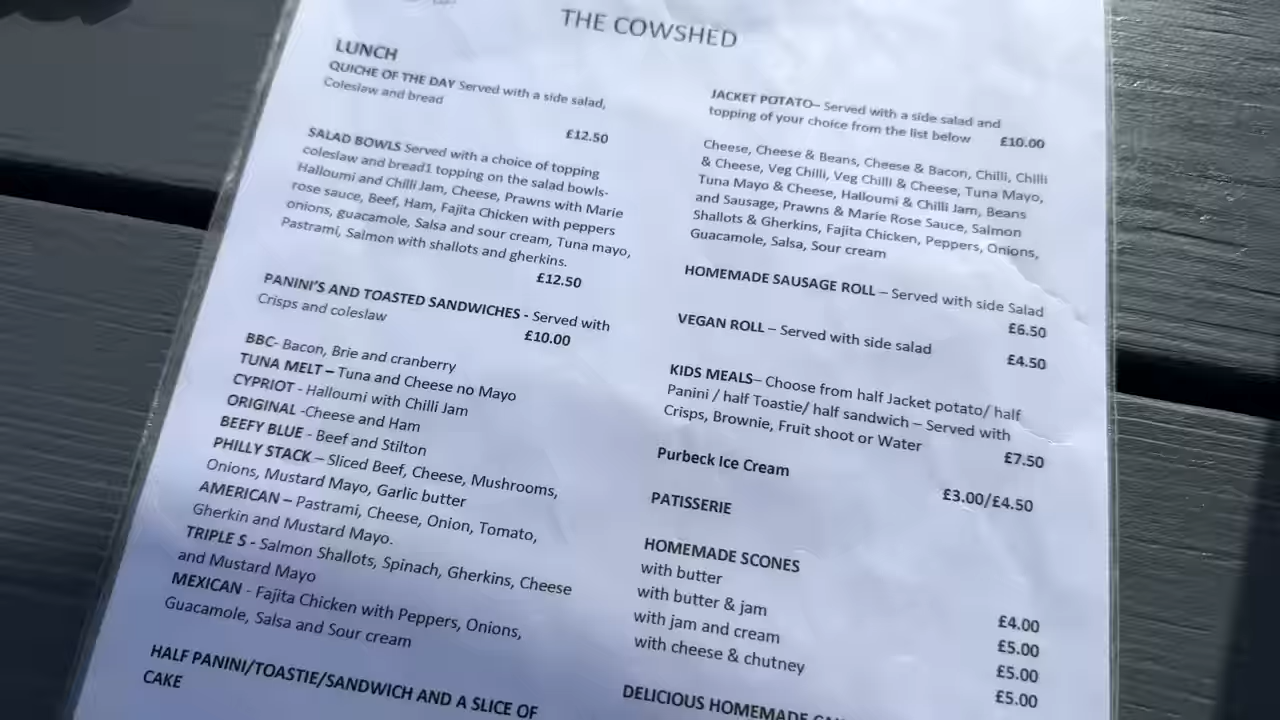 THE COWSHED
LUNCH
QUICHE OF THE DAY Served with a side salad,
Coleslaw and bread
£12.50
SALAD BOWLS Served with a choice of topping
coleslaw and bread1 topping on the salad bowls-
Halloumi and Chilli Jam, Cheese, Prawns with Marie
rose sauce, Beef, Ham, Fajita Chicken with peppers
onions, guacamole, Salsa and sour cream, Tuna mayo,
Pastrami, Salmon with shallots and gherkins.
£12.50
PANINI'S AND TOASTED SANDWICHES - Served with
Crisps and coleslaw
£10.00
BBC- Bacon, Brie and cranberry
TUNA MELT – Tuna and Cheese no Mayo
CYPRIOT - Halloumi with Chilli Jam
ORIGINAL -Cheese and Ham
BEEFY BLUE - Beef and Stilton
PHILLY STACK – Sliced Beef, Cheese, Mushrooms,
Onions, Mustard Mayo, Garlic butter
AMERICAN – Pastrami, Cheese, Onion, Tomato,
Gherkin and Mustard Mayo.
TRIPLE S - Salmon Shallots, Spinach, Gherkins, Cheese
and Mustard Mayo
MEXICAN - Fajita Chicken with Peppers, Onions,
Guacamole, Salsa and Sour cream
HALF PANINI/TOASTIE/SANDWICH AND A SLICE OF
CAKE
JACKET POTATO– Served with a side salad and
topping of your choice from the list below £10.00
Cheese, Cheese & Beans, Cheese & Bacon, Chilli, Chilli
& Cheese, Veg Chilli, Veg Chilli & Cheese, Tuna Mayo,
Tuna Mayo & Cheese, Halloumi & Chilli Jam, Beans
and Sausage, Prawns & Marie Rose Sauce, Salmon
Shallots & Gherkins, Fajita Chicken, Peppers, Onions,
Guacamole, Salsa, Sour cream
HOMEMADE SAUSAGE ROLL – Served with side Salad
£6.50
VEGAN ROLL – Served with side salad
£4.50
KIDS MEALS– Choose from half Jacket potato/ half
Panini / half Toastie/ half sandwich – Served with
Crisps, Brownie, Fruit shoot or Water
£7.50
Purbeck Ice Cream
£3.00/£4.50
PATISSERIE
HOMEMADE SCONES
with butter £4.00
with butter & jam £5.00
with jam and cream £5.00
with cheese & chutney £5.00
DELICIOUS HOMEMADE